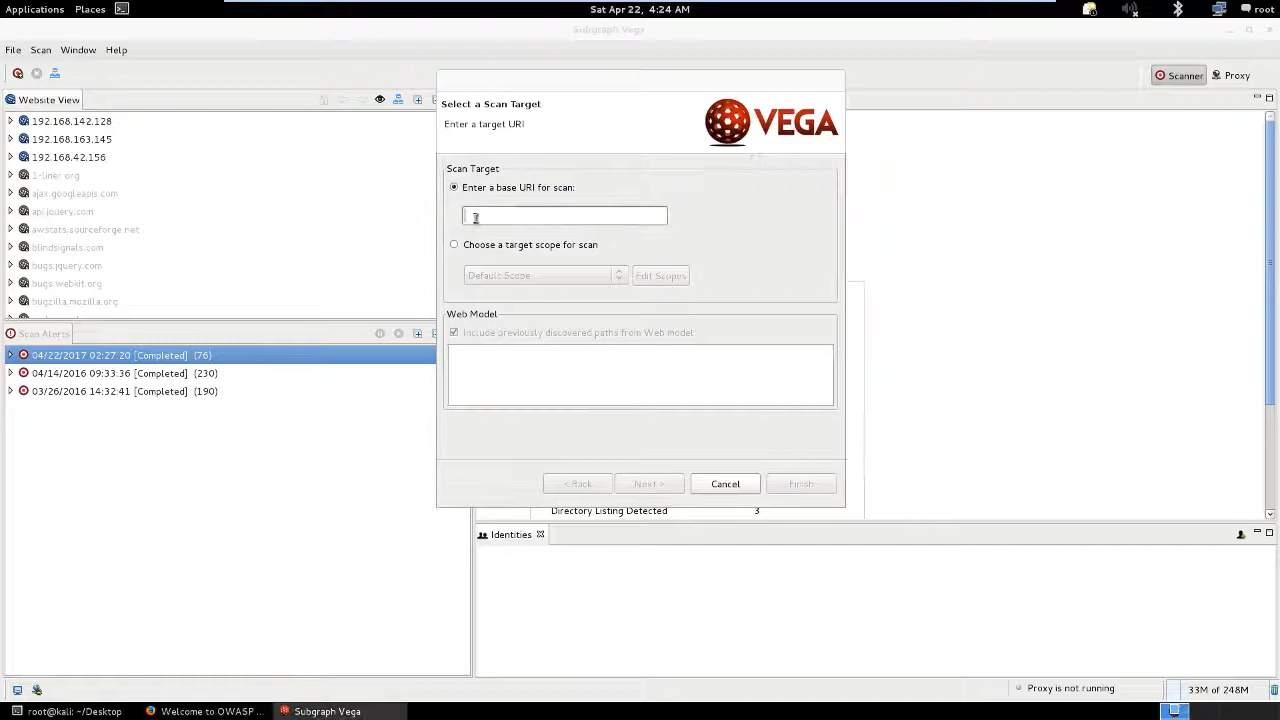 Applications Places Sat Apr 22, 4:24 AM root
Subgraph Vega
File Scan Window Help
Scanner Proxy
Website View
192.168.142.128
192.168.163.145
192.168.42.156
1-liner.org
ajax.googleapis.com
api.jquery.com
awstats.sourceforge.net
blindsignals.com
bugs.jquery.com
bugs.webkit.org
bugzilla.mozilla.org
Scan Alerts
04/22/2017 02:27:20 [Completed] (76)
04/14/2016 09:33:36 [Completed] (230)
03/26/2016 14:32:41 [Completed] (190)
Select a Scan Target
Enter a target URI
VEGA
Scan Target
Enter a base URI for scan:
Choose a target scope for scan
Default Scope Edit Scopes
Web Model
Include previously discovered paths from Web model
< Back Next > Cancel Finish
Directory Listing Detected 3
Identities
Proxy is not running 33M of 248M
root@kali: ~/Desktop Welcome to OWASP ... Subgraph Vega